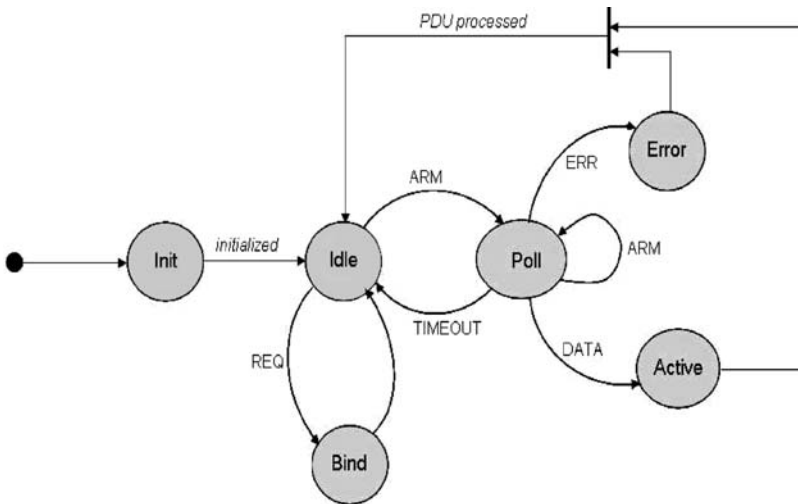 PDU processed
Error
ERR
ARM
Init
initialized
Idle
Poll
ARM
TIMEOUT
DATA
REQ
Active
Bind